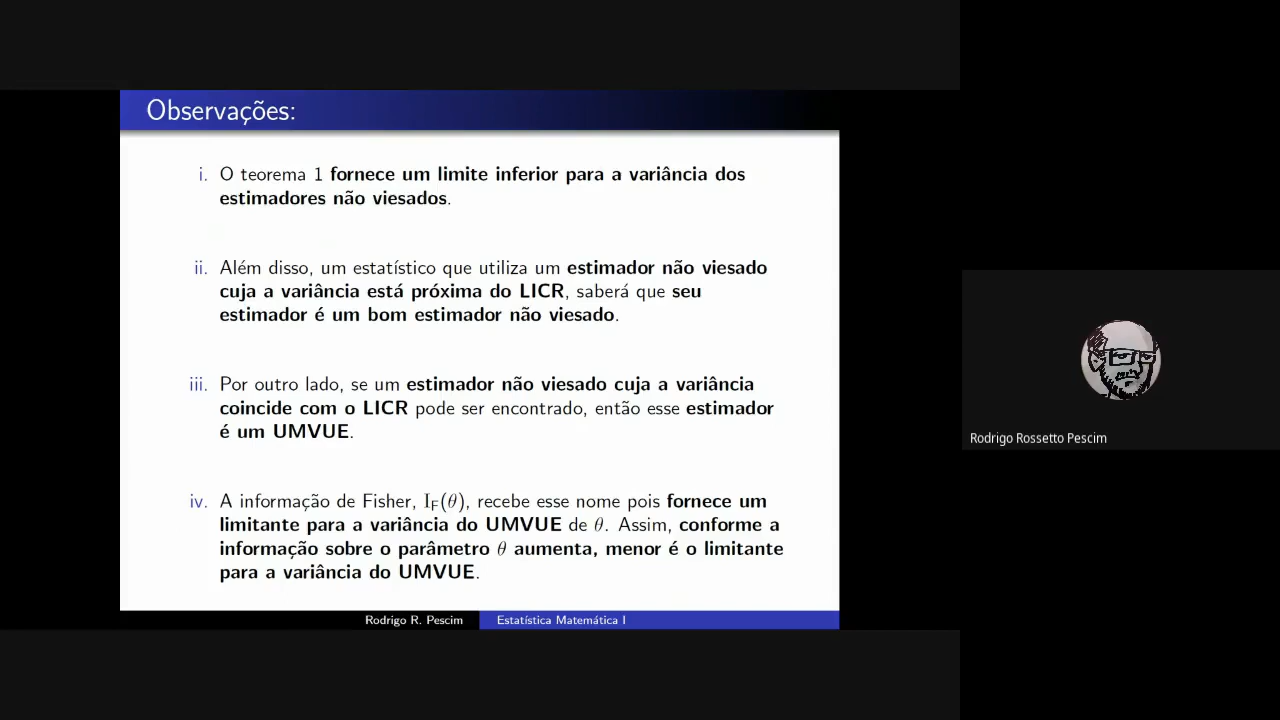 Observações:
i. O teorema 1 fornece um limite inferior para a variância dos
estimadores não viesados.
ii. Além disso, um estatístico que utiliza um estimador não viesado
cuja a variância está próxima do LICR, saberá que seu
estimador é um bom estimador não viesado.
iii. Por outro lado, se um estimador não viesado cuja a variância
coincide com o LICR pode ser encontrado, então esse estimador
é um UMVUE.
iv. A informação de Fisher, I_F(θ), recebe esse nome pois fornece um
limitante para a variância do UMVUE de θ. Assim, conforme a
informação sobre o parâmetro θ aumenta, menor é o limitante
para a variância do UMVUE.
Rodrigo R. Pescim
Estatística Matemática I
Rodrigo Rossetto Pescim